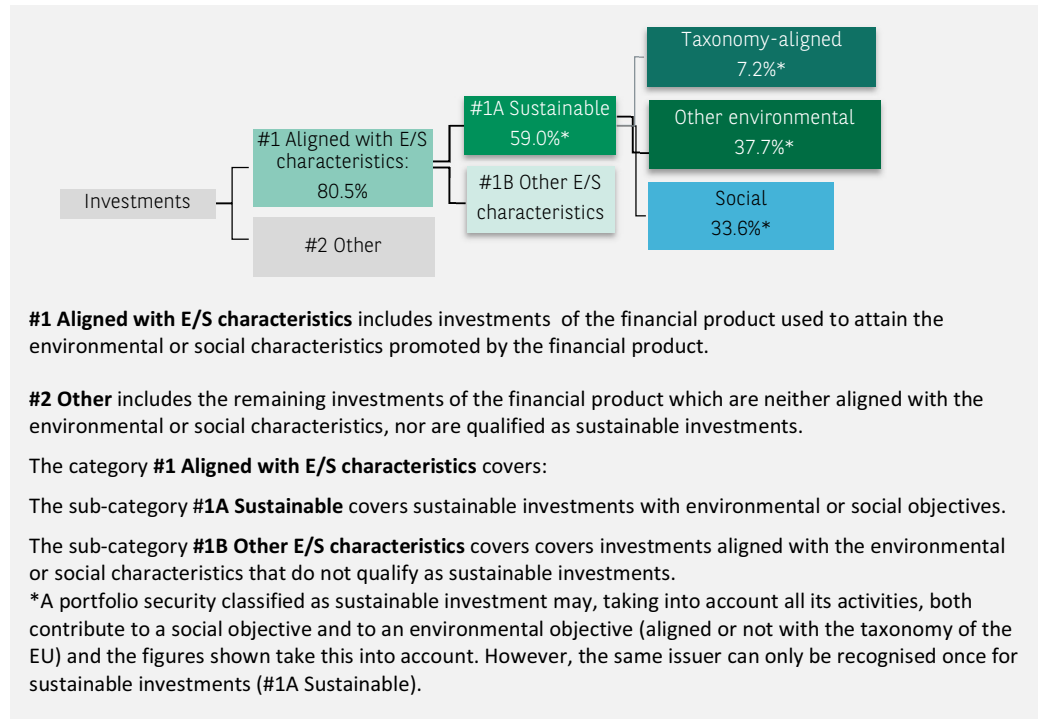 Investments
#1 Aligned with E/S
characteristics:
80.5%
#2 Other
#1A Sustainable
59.0%*
#1B Other E/S
characteristics
Taxonomy-aligned
7.2%*
Other environmental
37.7%*
Social
33.6%*
#1 Aligned with E/S characteristics includes investments of the financial product used to attain the
environmental or social characteristics promoted by the financial product.
#2 Other includes the remaining investments of the financial product which are neither aligned with the
environmental or social characteristics, nor are qualified as sustainable investments.
The category #1 Aligned with E/S characteristics covers:
The sub-category #1A Sustainable covers sustainable investments with environmental or social objectives.
The sub-category #1B Other E/S characteristics covers covers investments aligned with the environmental
or social characteristics that do not qualify as sustainable investments.
*A portfolio security classified as sustainable investment may, taking into account all its activities, both
contribute to a social objective and to an environmental objective (aligned or not with the taxonomy of the
EU) and the figures shown take this into account. However, the same issuer can only be recognised once for
sustainable investments (#1A Sustainable).